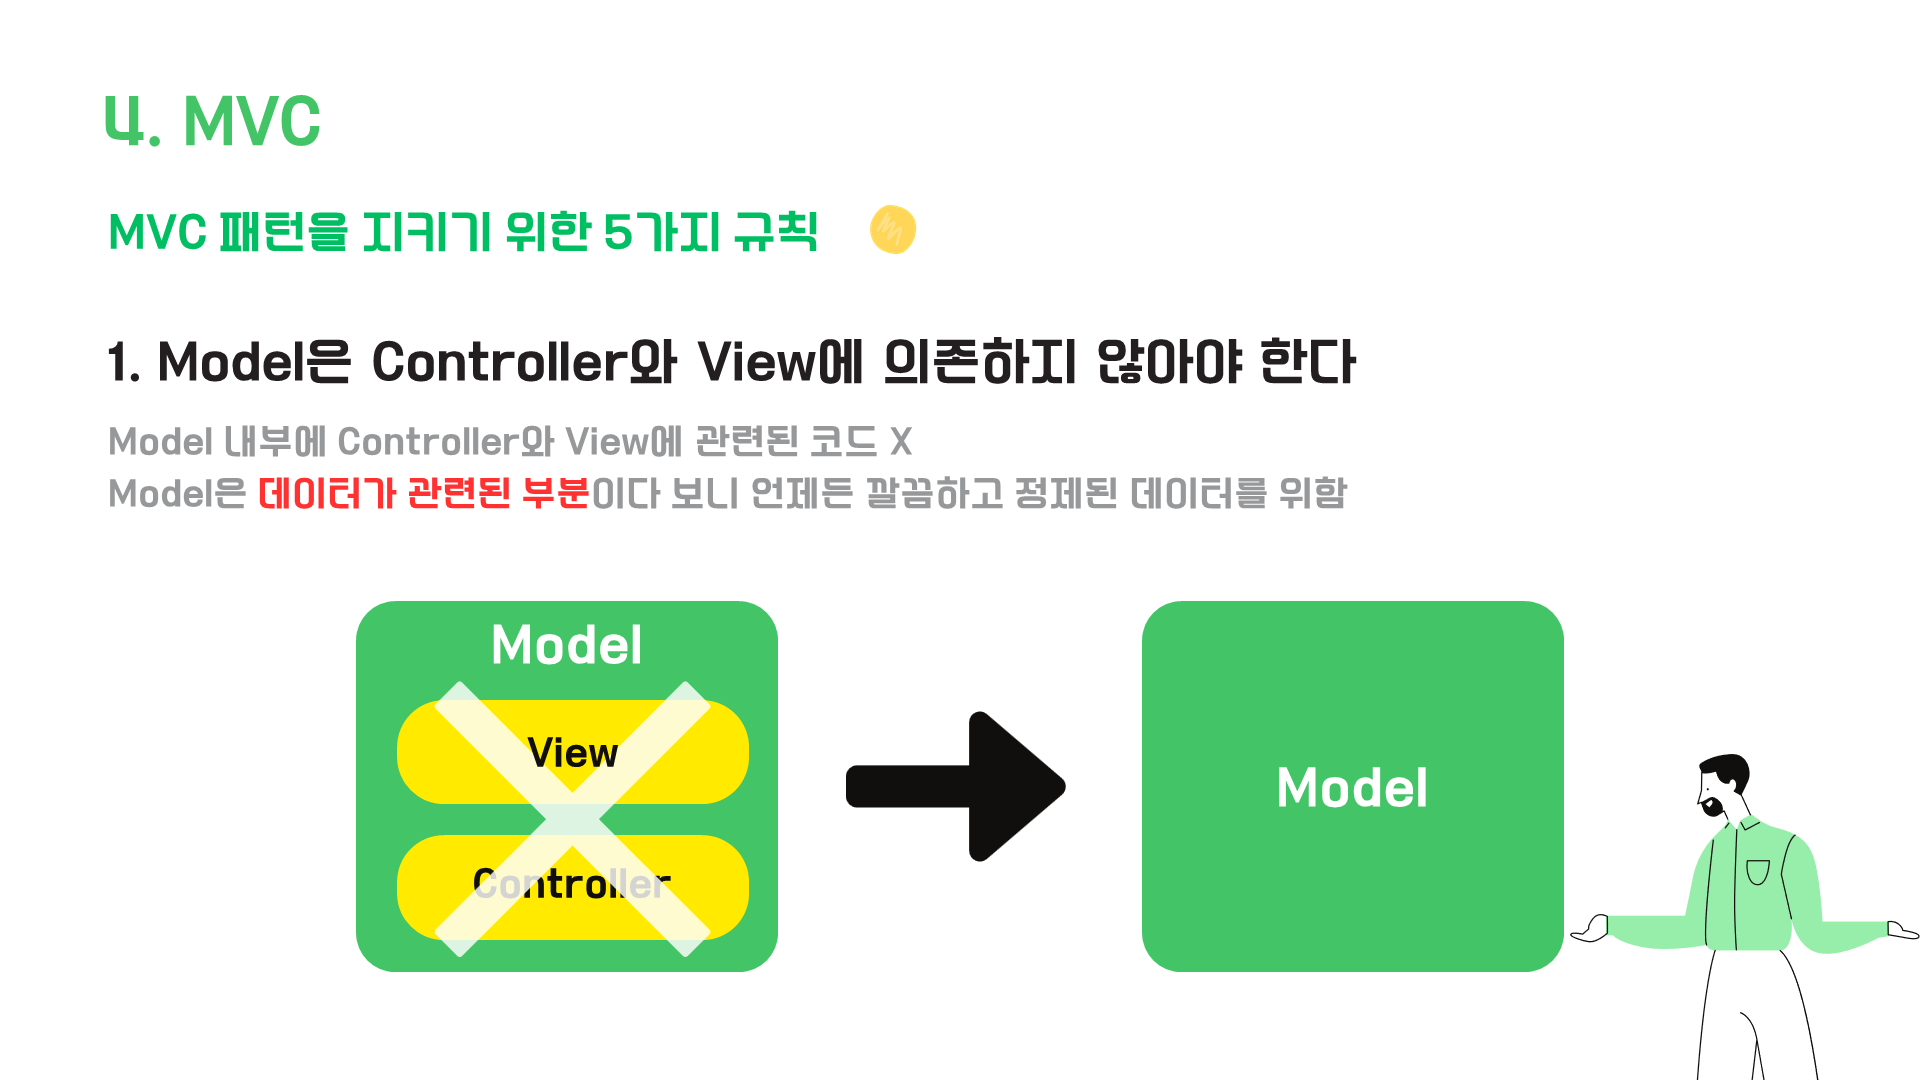 4. MVC
MVC 패턴을 지키기 위한 5가지 규칙
1. Model은 Controller와 View에 의존하지 않아야 한다
Model 내부에 Controller와 View에 관련된 코드 X
Model은 데이터가 관련된 부분이다 보니 언제든 깔끔하고 정제된 데이터를 위함
Model
View
Controller
Model